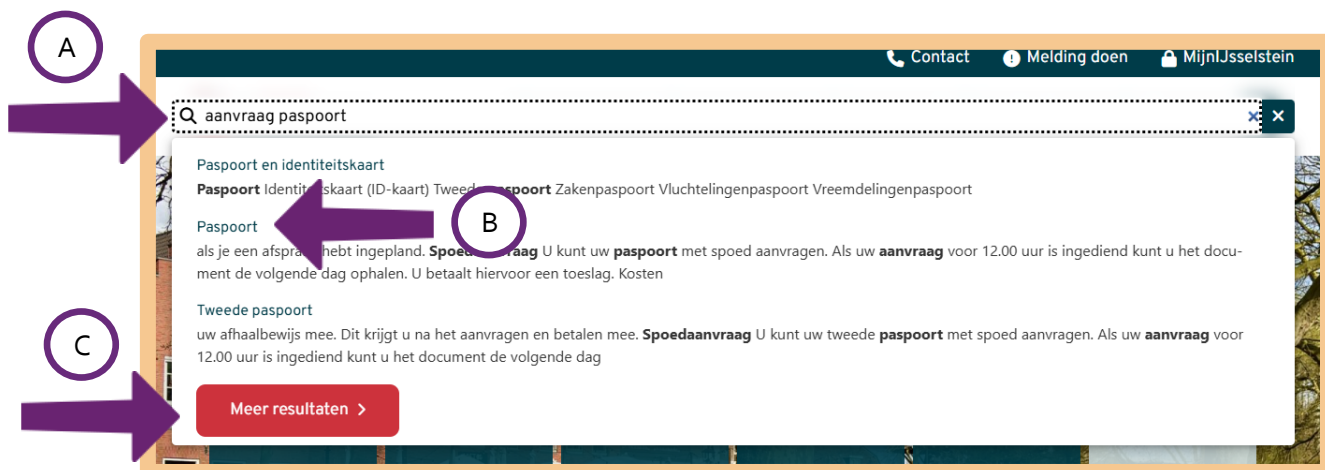 A
Contact
Melding doen
MijnIJsselstein
aanvraag paspoort
Paspoort en identiteitskaart
Paspoort Identiteitskaart (ID-kaart) Tweede paspoort Zakenpaspoort Vluchtelingenpaspoort Vreemdelingenpaspoort
Paspoort
B
als je een afspraak hebt ingepland. Spoedaanvraag U kunt uw paspoort met spoed aanvragen. Als uw aanvraag voor 12.00 uur is ingediend kunt u het docu-
ment de volgende dag ophalen. U betaalt hiervoor een toeslag. Kosten
Tweede paspoort
uw afhaalbewijs mee. Dit krijgt u na het aanvragen en betalen mee. Spoedaanvraag U kunt uw tweede paspoort met spoed aanvragen. Als uw aanvraag voor
12.00 uur is ingediend kunt u het document de volgende dag
C
Meer resultaten